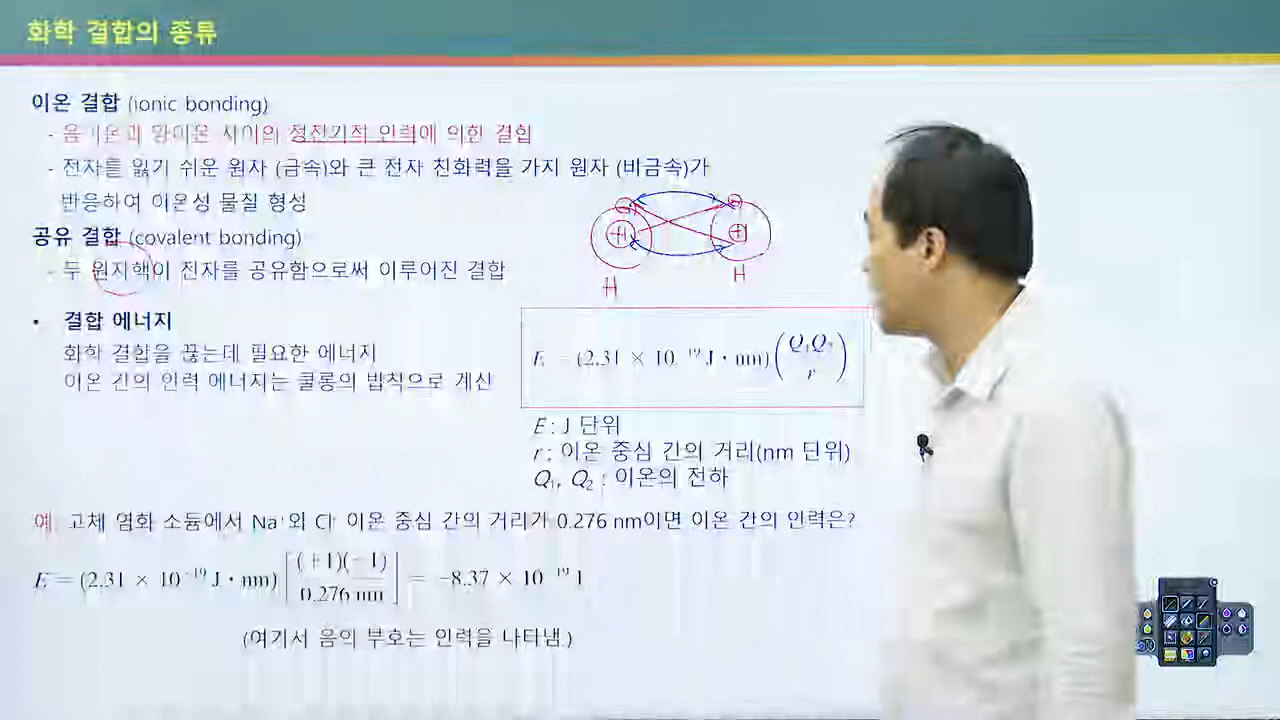 화학 결합의 종류
이온 결합 (ionic bonding)
- 음이온과 양이온 사이의 정전기적 인력에 의한 결합
- 전자를 잃기 쉬운 원자 (금속)와 큰 전자 친화력을 가지 원자 (비금속)가
반응하여 이온성 물질 형성
공유 결합 (covalent bonding)
- 두 원자핵이 전자를 공유함으로써 이루어진 결합
H H
• 결합 에너지
화학 결합을 끊는데 필요한 에너지
이온 간의 인력 에너지는 쿨롱의 법칙으로 계산
E = (2.31 × 10⁻¹⁹ J · nm)(Q₁Q₂ / r)
E : J 단위
r : 이온 중심 간의 거리(nm 단위)
Q₁, Q₂ : 이온의 전하
예. 고체 염화 소듐에서 Na⁺와 Cl⁻ 이온 중심 간의 거리가 0.276 nm이면 이온 간의 인력은?
E = (2.31 × 10⁻¹⁹ J · nm) [(+1)(−1) / 0.276 nm] = −8.37 × 10⁻¹⁹ J
(여기서 음의 부호는 인력을 나타냄.)